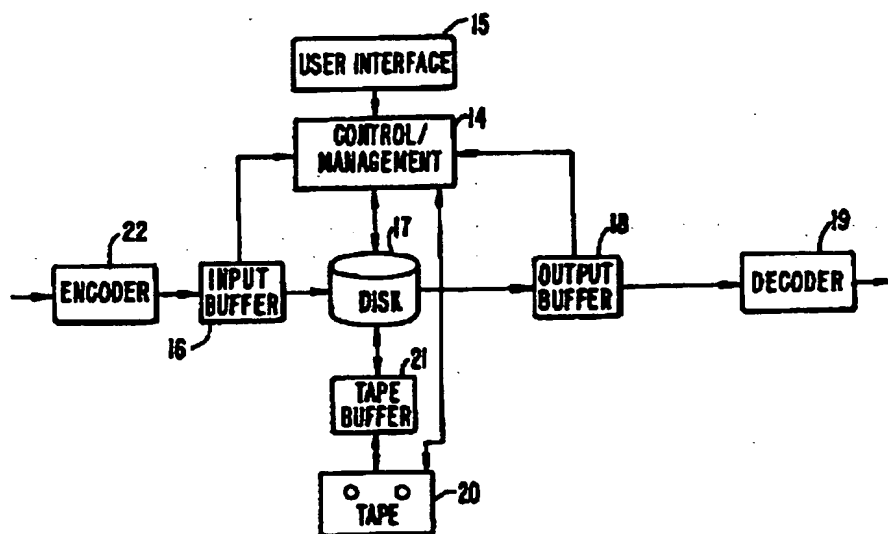 15
USER INTERFACE
14
CONTROL/
MANAGEMENT
22
17
18
19
ENCODER
INPUT
BUFFER
DISK
OUTPUT
BUFFER
DECODER
16
21
TAPE
BUFFER
TAPE
20